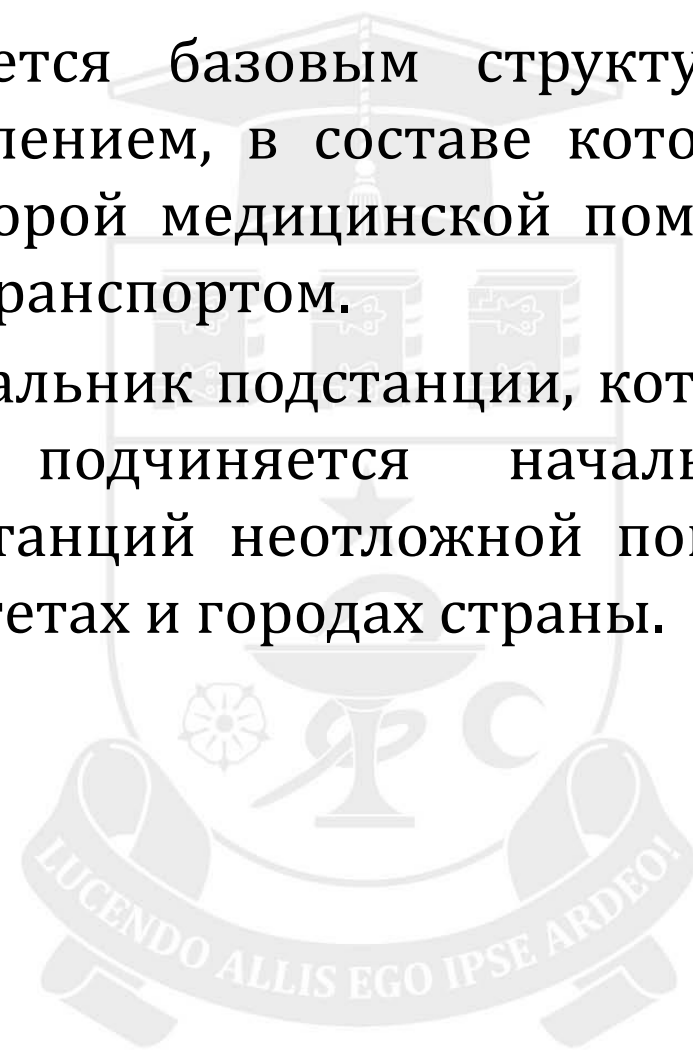 ется базовым структу
лением, в составе кото
орой медицинской пом
ранспортом.
альник подстанции, кот
подчиняется началь
танций неотложной пом
тетах и городах страны.
LUCENDO ALLIS EGO IPSE ARDEO!